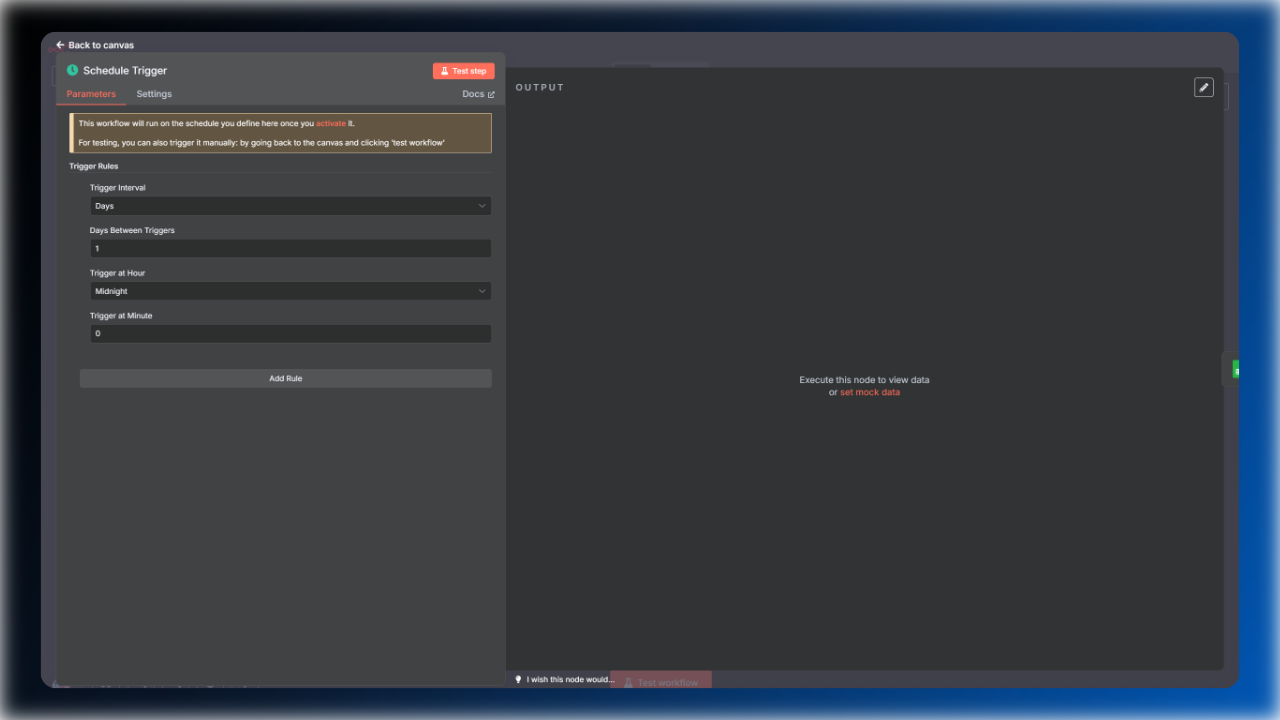 Back to canvas
Schedule Trigger
Test step
Parameters
Settings
Docs
This workflow will run on the schedule you define here once you activate it.
For testing, you can also trigger it manually: by going back to the canvas and clicking 'test workflow'
Trigger Rules
Trigger Interval
Days
Days Between Triggers
1
Trigger at Hour
Midnight
Trigger at Minute
0
Add Rule
OUTPUT
Execute this node to view data
or set mock data
I wish this node would...
Test workflow